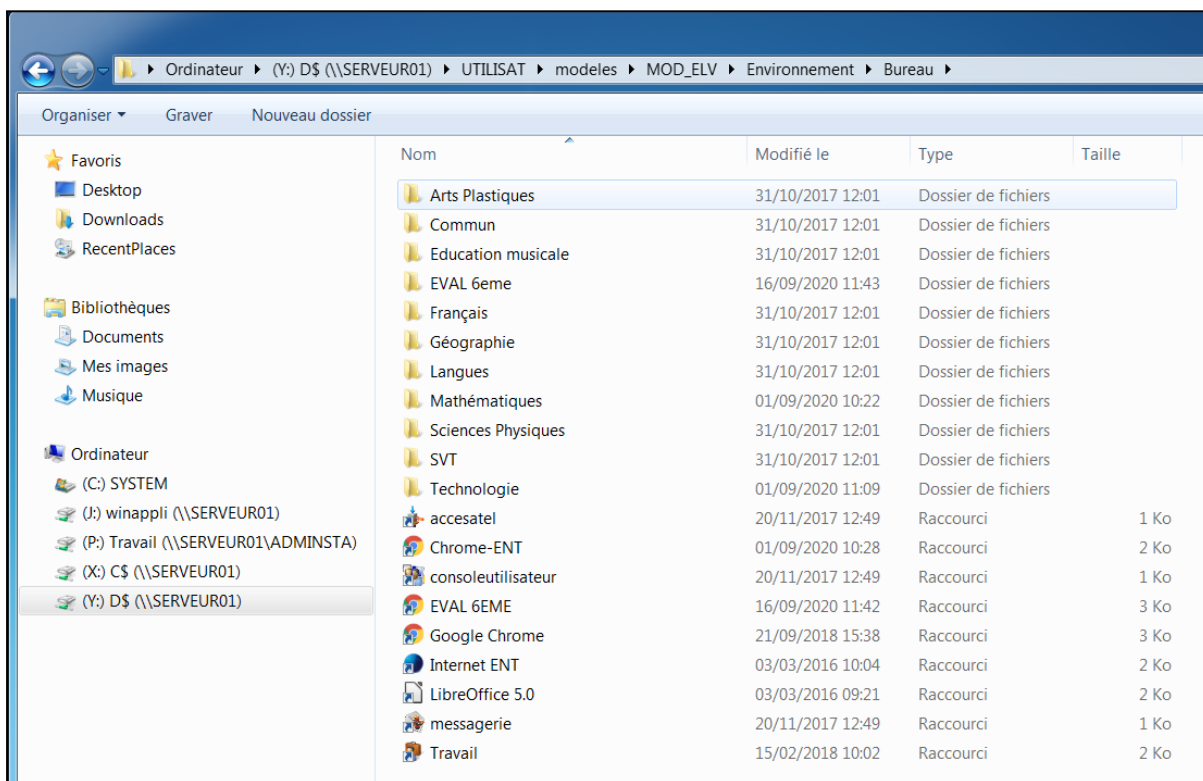 Ordinateur (Y:) D$ (\\SERVEUR01) UTILISAT modeles MOD_ELV Environnement Bureau
Organiser Graver Nouveau dossier
Favoris
Desktop
Downloads
RecentPlaces
Bibliothèques
Documents
Mes images
Musique
Ordinateur
(C:) SYSTEM
(J:) winappli (\\SERVEUR01)
(P:) Travail (\\SERVEUR01\ADMINSTA)
(X:) C$ (\\SERVEUR01)
(Y:) D$ (\\SERVEUR01)
Nom Modifié le Type Taille
Arts Plastiques 31/10/2017 12:01 Dossier de fichiers
Commun 31/10/2017 12:01 Dossier de fichiers
Education musicale 31/10/2017 12:01 Dossier de fichiers
EVAL 6eme 16/09/2020 11:43 Dossier de fichiers
Français 31/10/2017 12:01 Dossier de fichiers
Géographie 31/10/2017 12:01 Dossier de fichiers
Langues 31/10/2017 12:01 Dossier de fichiers
Mathématiques 01/09/2020 10:22 Dossier de fichiers
Sciences Physiques 31/10/2017 12:01 Dossier de fichiers
SVT 31/10/2017 12:01 Dossier de fichiers
Technologie 01/09/2020 11:09 Dossier de fichiers
accesatel 20/11/2017 12:49 Raccourci 1 Ko
Chrome-ENT 01/09/2020 10:28 Raccourci 2 Ko
consoleutilisateur 20/11/2017 12:49 Raccourci 1 Ko
EVAL 6EME 16/09/2020 11:42 Raccourci 3 Ko
Google Chrome 21/09/2018 15:38 Raccourci 3 Ko
Internet ENT 03/03/2016 10:04 Raccourci 2 Ko
LibreOffice 5.0 03/03/2016 09:21 Raccourci 2 Ko
messagerie 20/11/2017 12:49 Raccourci 1 Ko
Travail 15/02/2018 10:02 Raccourci 2 Ko